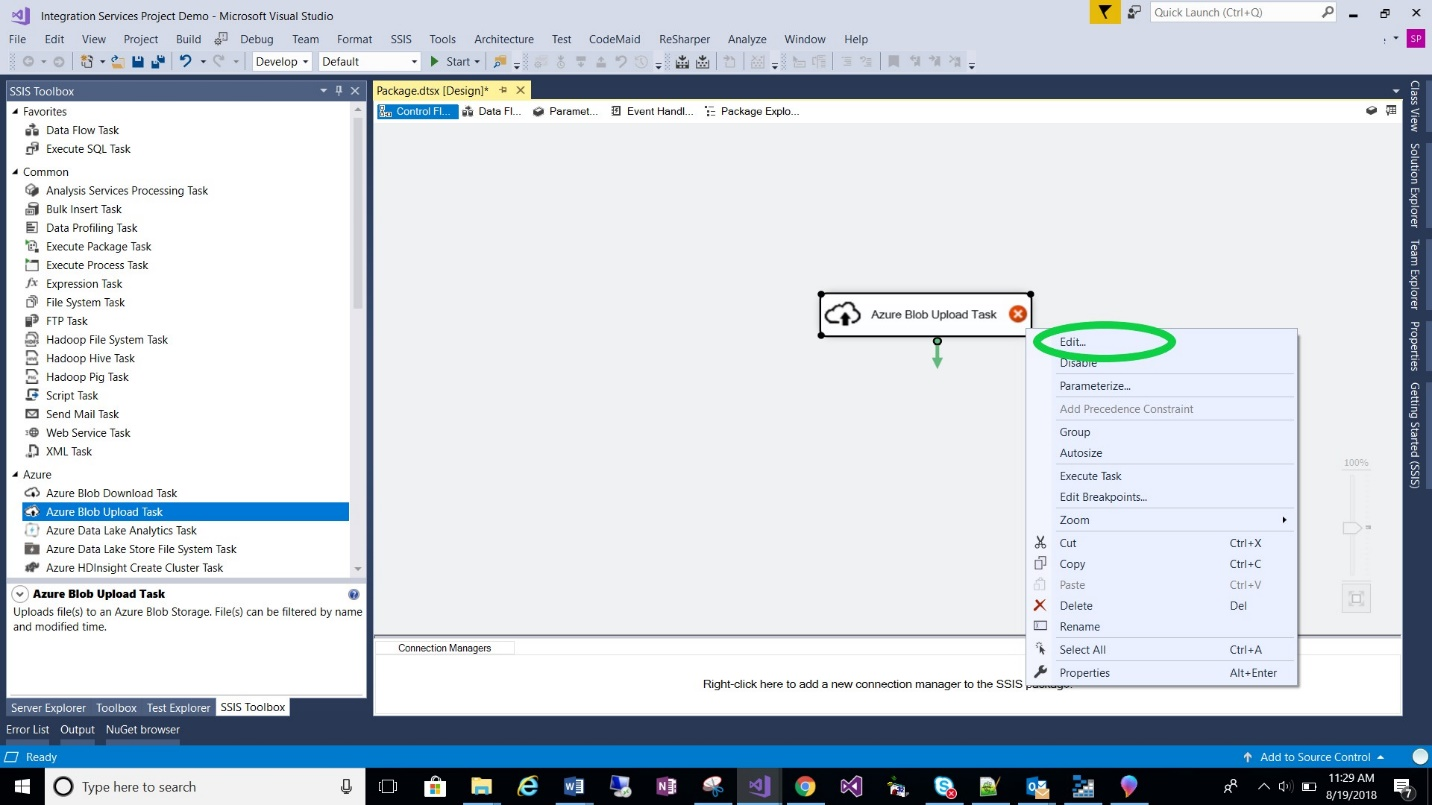 Integration Services Project Demo - Microsoft Visual Studio
Quick Launch (Ctrl+Q)
File Edit View Project Build Debug Team Format SSIS Tools Architecture Test CodeMaid ReSharper Analyze Window Help
SP
Develop Default Start
SSIS Toolbox
Package.dtsx [Design]*
Control Fl... Data Fl... Paramet... Event Handl... Package Explo...
Favorites
Data Flow Task
Execute SQL Task
Common
Analysis Services Processing Task
Bulk Insert Task
Data Profiling Task
Execute Package Task
Execute Process Task
Expression Task
File System Task
FTP Task
Hadoop File System Task
Hadoop Hive Task
Hadoop Pig Task
Script Task
Send Mail Task
Web Service Task
XML Task
Azure
Azure Blob Download Task
Azure Blob Upload Task
Azure Data Lake Analytics Task
Azure Data Lake Store File System Task
Azure HDInsight Create Cluster Task
Azure Blob Upload Task
Uploads file(s) to an Azure Blob Storage. File(s) can be filtered by name
and modified time.
Server Explorer Toolbox Test Explorer SSIS Toolbox
Azure Blob Upload Task
Edit...
Disable
Parameterize...
Add Precedence Constraint
Group
Autosize
Execute Task
Edit Breakpoints...
Zoom
Cut Ctrl+X
Copy Ctrl+C
Paste Ctrl+V
Delete Del
Rename
Select All Ctrl+A
Properties Alt+Enter
100%
Connection Managers
Right-click here to add a new connection manager to the SSIS package.
Class View
Solution Explorer
Team Explorer
Properties
Getting Started (SSIS)
Error List Output NuGet browser
Ready
Add to Source Control
Type here to search
11:29 AM
8/19/2018
7